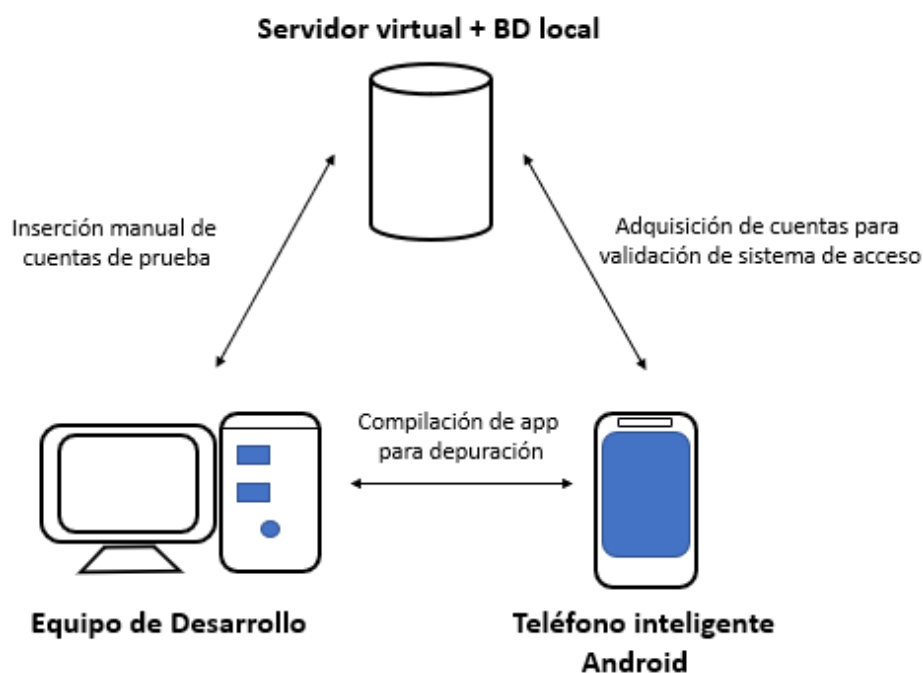 Servidor virtual + BD local
Inserción manual de
cuentas de prueba
Adquisición de cuentas para
validación de sistema de acceso
Compilación de app
para depuración
Equipo de Desarrollo
Teléfono inteligente
Android